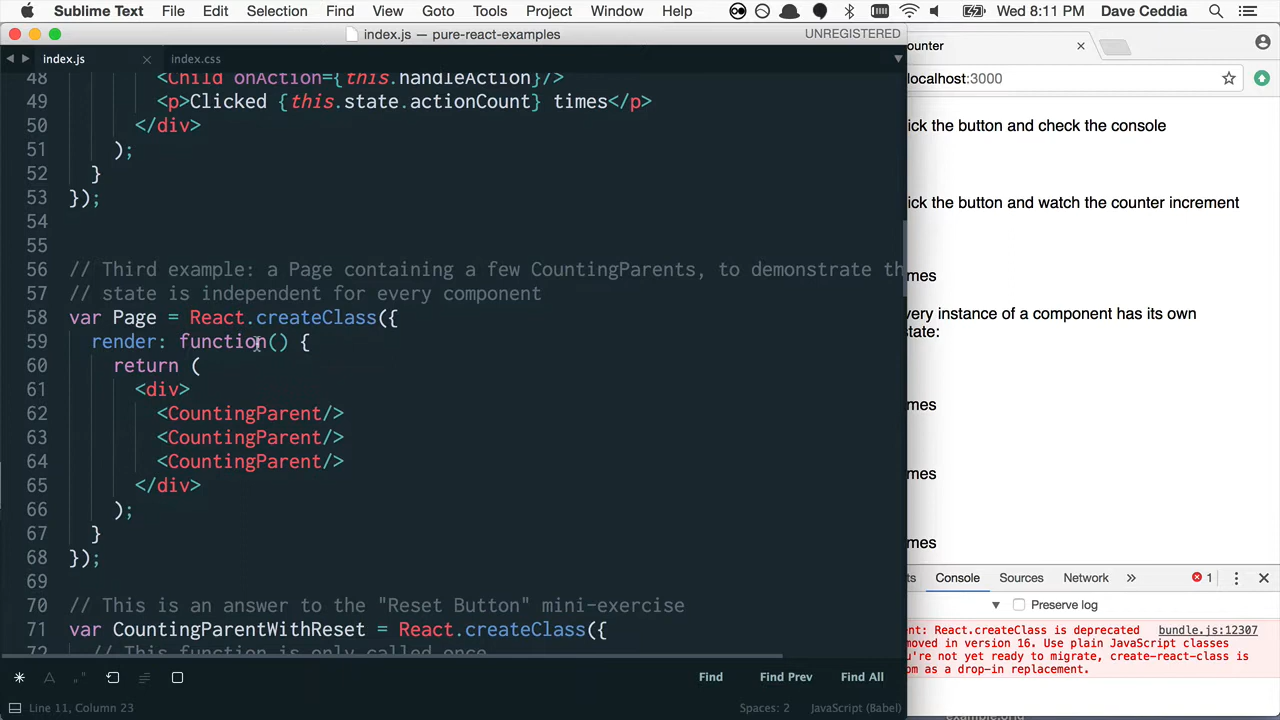 Sublime Text File Edit Selection Find View Goto Tools Project Window Help Wed 8:11 PM Dave Ceddia
index.js — pure-react-examples UNREGISTERED
index.js index.css
48 <Child onAction={this.handleAction}/>
49 <p>Clicked {this.state.actionCount} times</p>
50 </div>
51 );
52 }
53 });
54
55
56 // Third example: a Page containing a few CountingParents, to demonstrate th
57 // state is independent for every component
58 var Page = React.createClass({
59 render: function() {
60 return (
61 <div>
62 <CountingParent/>
63 <CountingParent/>
64 <CountingParent/>
65 </div>
66 );
67 }
68 });
69
70 // This is an answer to the "Reset Button" mini-exercise
71 var CountingParentWithReset = React.createClass({
72 // This function is only called once
Find Find Prev Find All
Line 11, Column 23 Spaces: 2 JavaScript (Babel)
ounter
localhost:3000
ick the button and check the console
ick the button and watch the counter increment
mes
very instance of a component has its own
tate:
mes
mes
mes
ts Console Sources Network 1
Preserve log
ent: React.createClass is deprecated bundle.js:12307
moved in version 16. Use plain JavaScript classes
u're not yet ready to migrate, create-react-class is
om as a drop-in replacement.